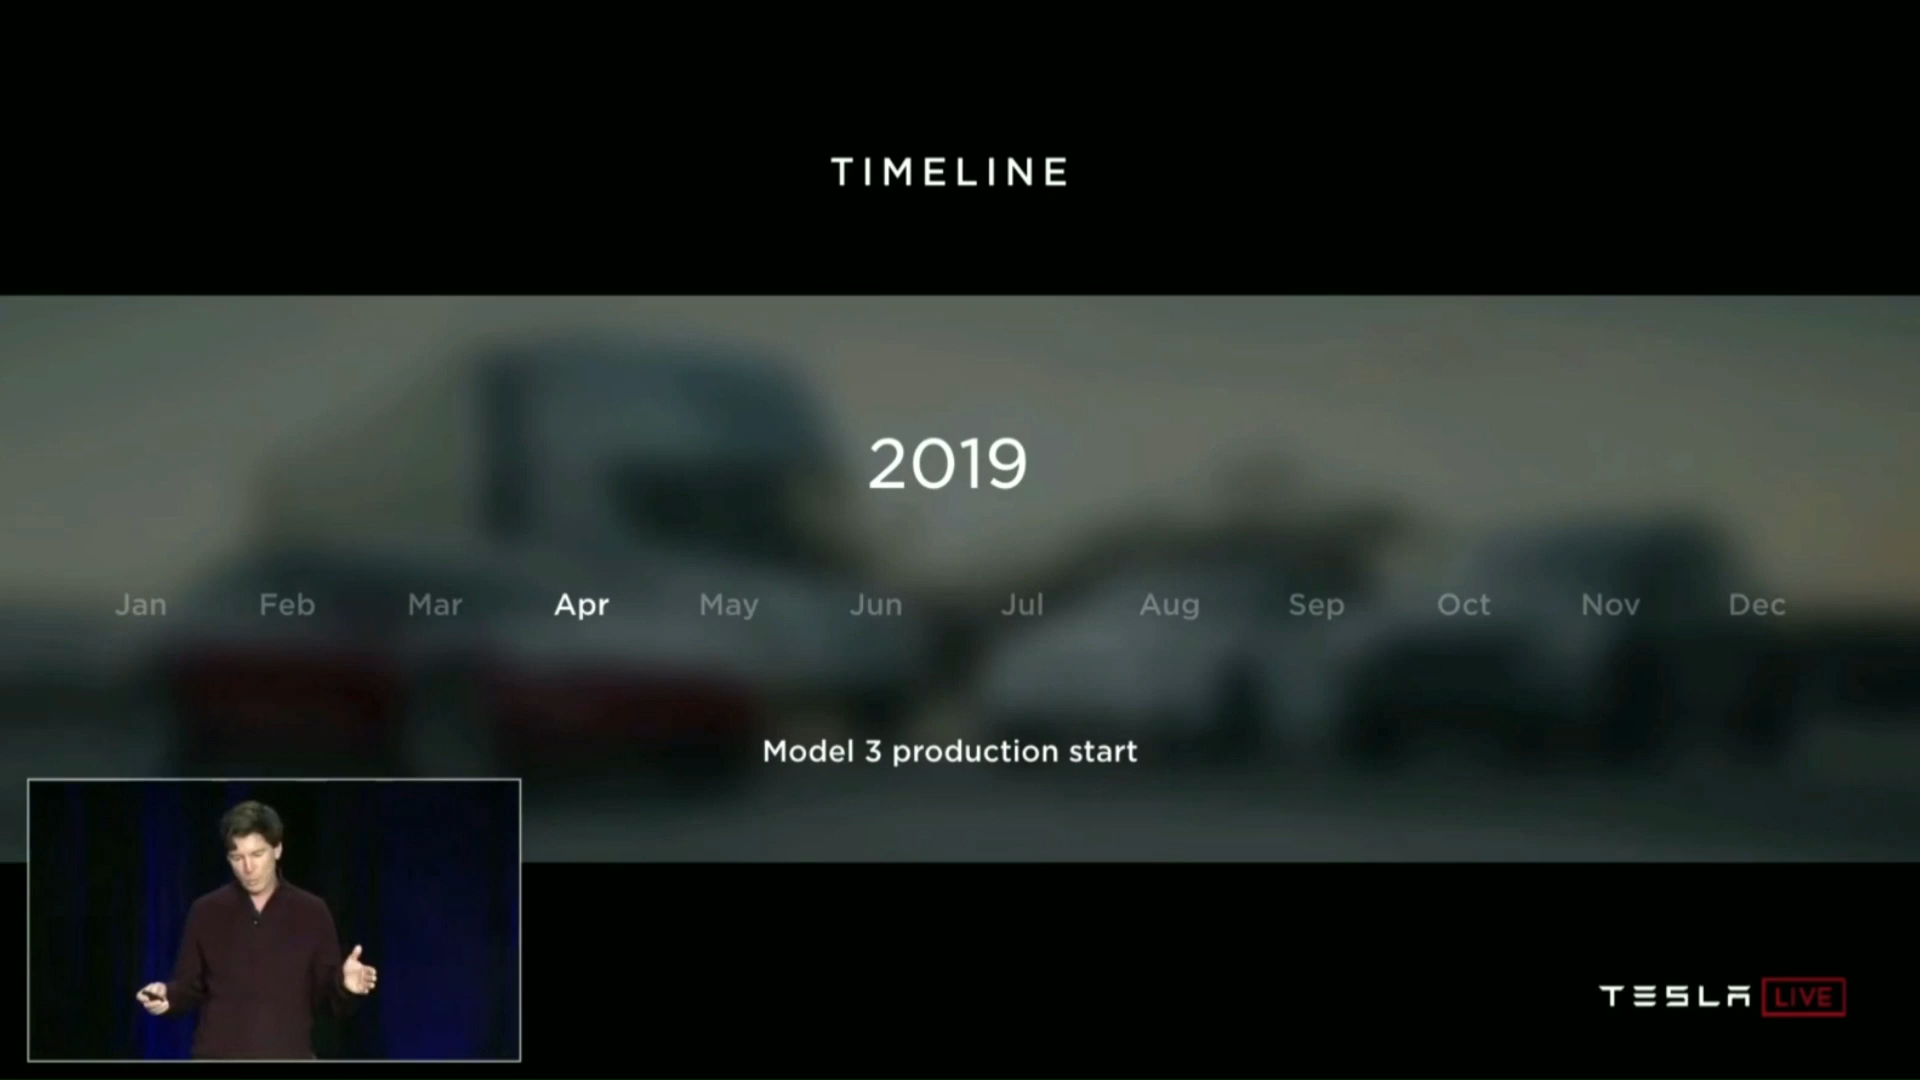 TIMELINE
2019
Jan Feb Mar Apr May Jun Jul Aug Sep Oct Nov Dec
Model 3 production start
TESLA LIVE